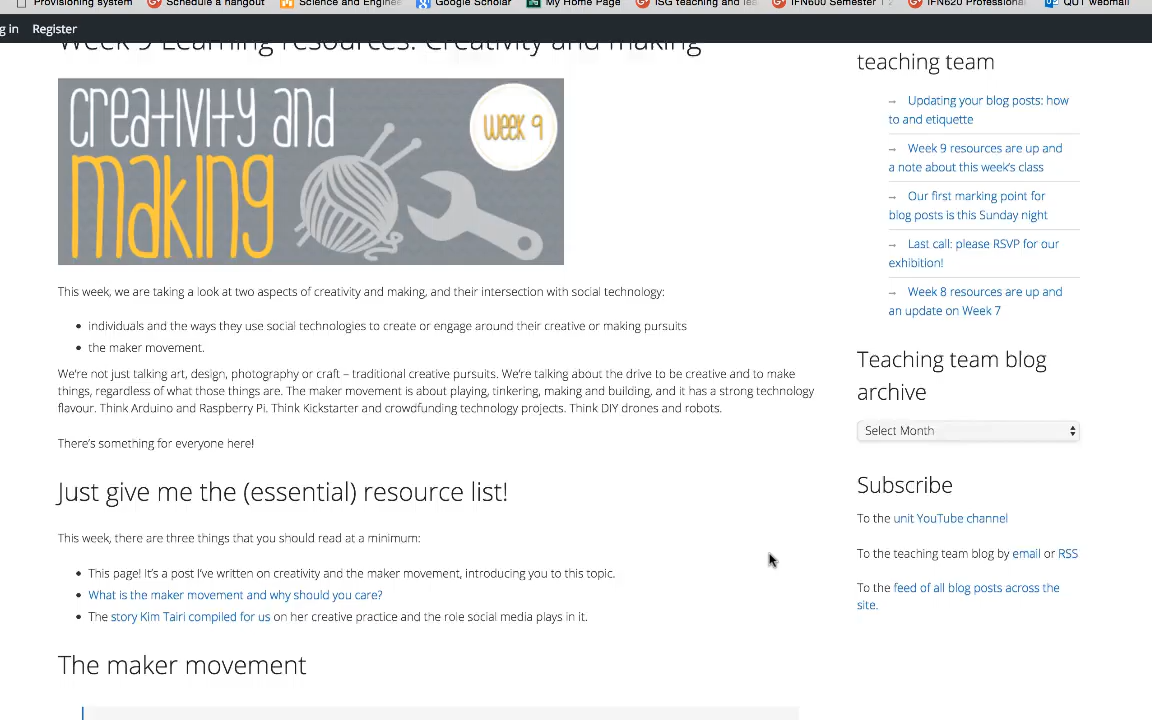 Provisioning system
Schedule a hangout
Science and Engine
Google Scholar
My Home Page
ISG teaching and lea
IFN600 Semester 1 2
IFN620 Professional
QUT webmail
g in Register
Week 9 Learning resources: Creativity and making
creativity and
making
week 9
This week, we are taking a look at two aspects of creativity and making, and their intersection with social technology:
• individuals and the ways they use social technologies to create or engage around their creative or making pursuits
• the maker movement.
We're not just talking art, design, photography or craft – traditional creative pursuits. We're talking about the drive to be creative and to make
things, regardless of what those things are. The maker movement is about playing, tinkering, making and building, and it has a strong technology
flavour. Think Arduino and Raspberry Pi. Think Kickstarter and crowdfunding technology projects. Think DIY drones and robots.
There's something for everyone here!
Just give me the (essential) resource list!
This week, there are three things that you should read at a minimum:
• This page! It's a post I've written on creativity and the maker movement, introducing you to this topic.
• What is the maker movement and why should you care?
• The story Kim Tairi compiled for us on her creative practice and the role social media plays in it.
The maker movement
teaching team
→ Updating your blog posts: how
to and etiquette
→ Week 9 resources are up and
a note about this week's class
→ Our first marking point for
blog posts is this Sunday night
→ Last call: please RSVP for our
exhibition!
→ Week 8 resources are up and
an update on Week 7
Teaching team blog
archive
Select Month
Subscribe
To the unit YouTube channel
To the teaching team blog by email or RSS
To the feed of all blog posts across the
site.